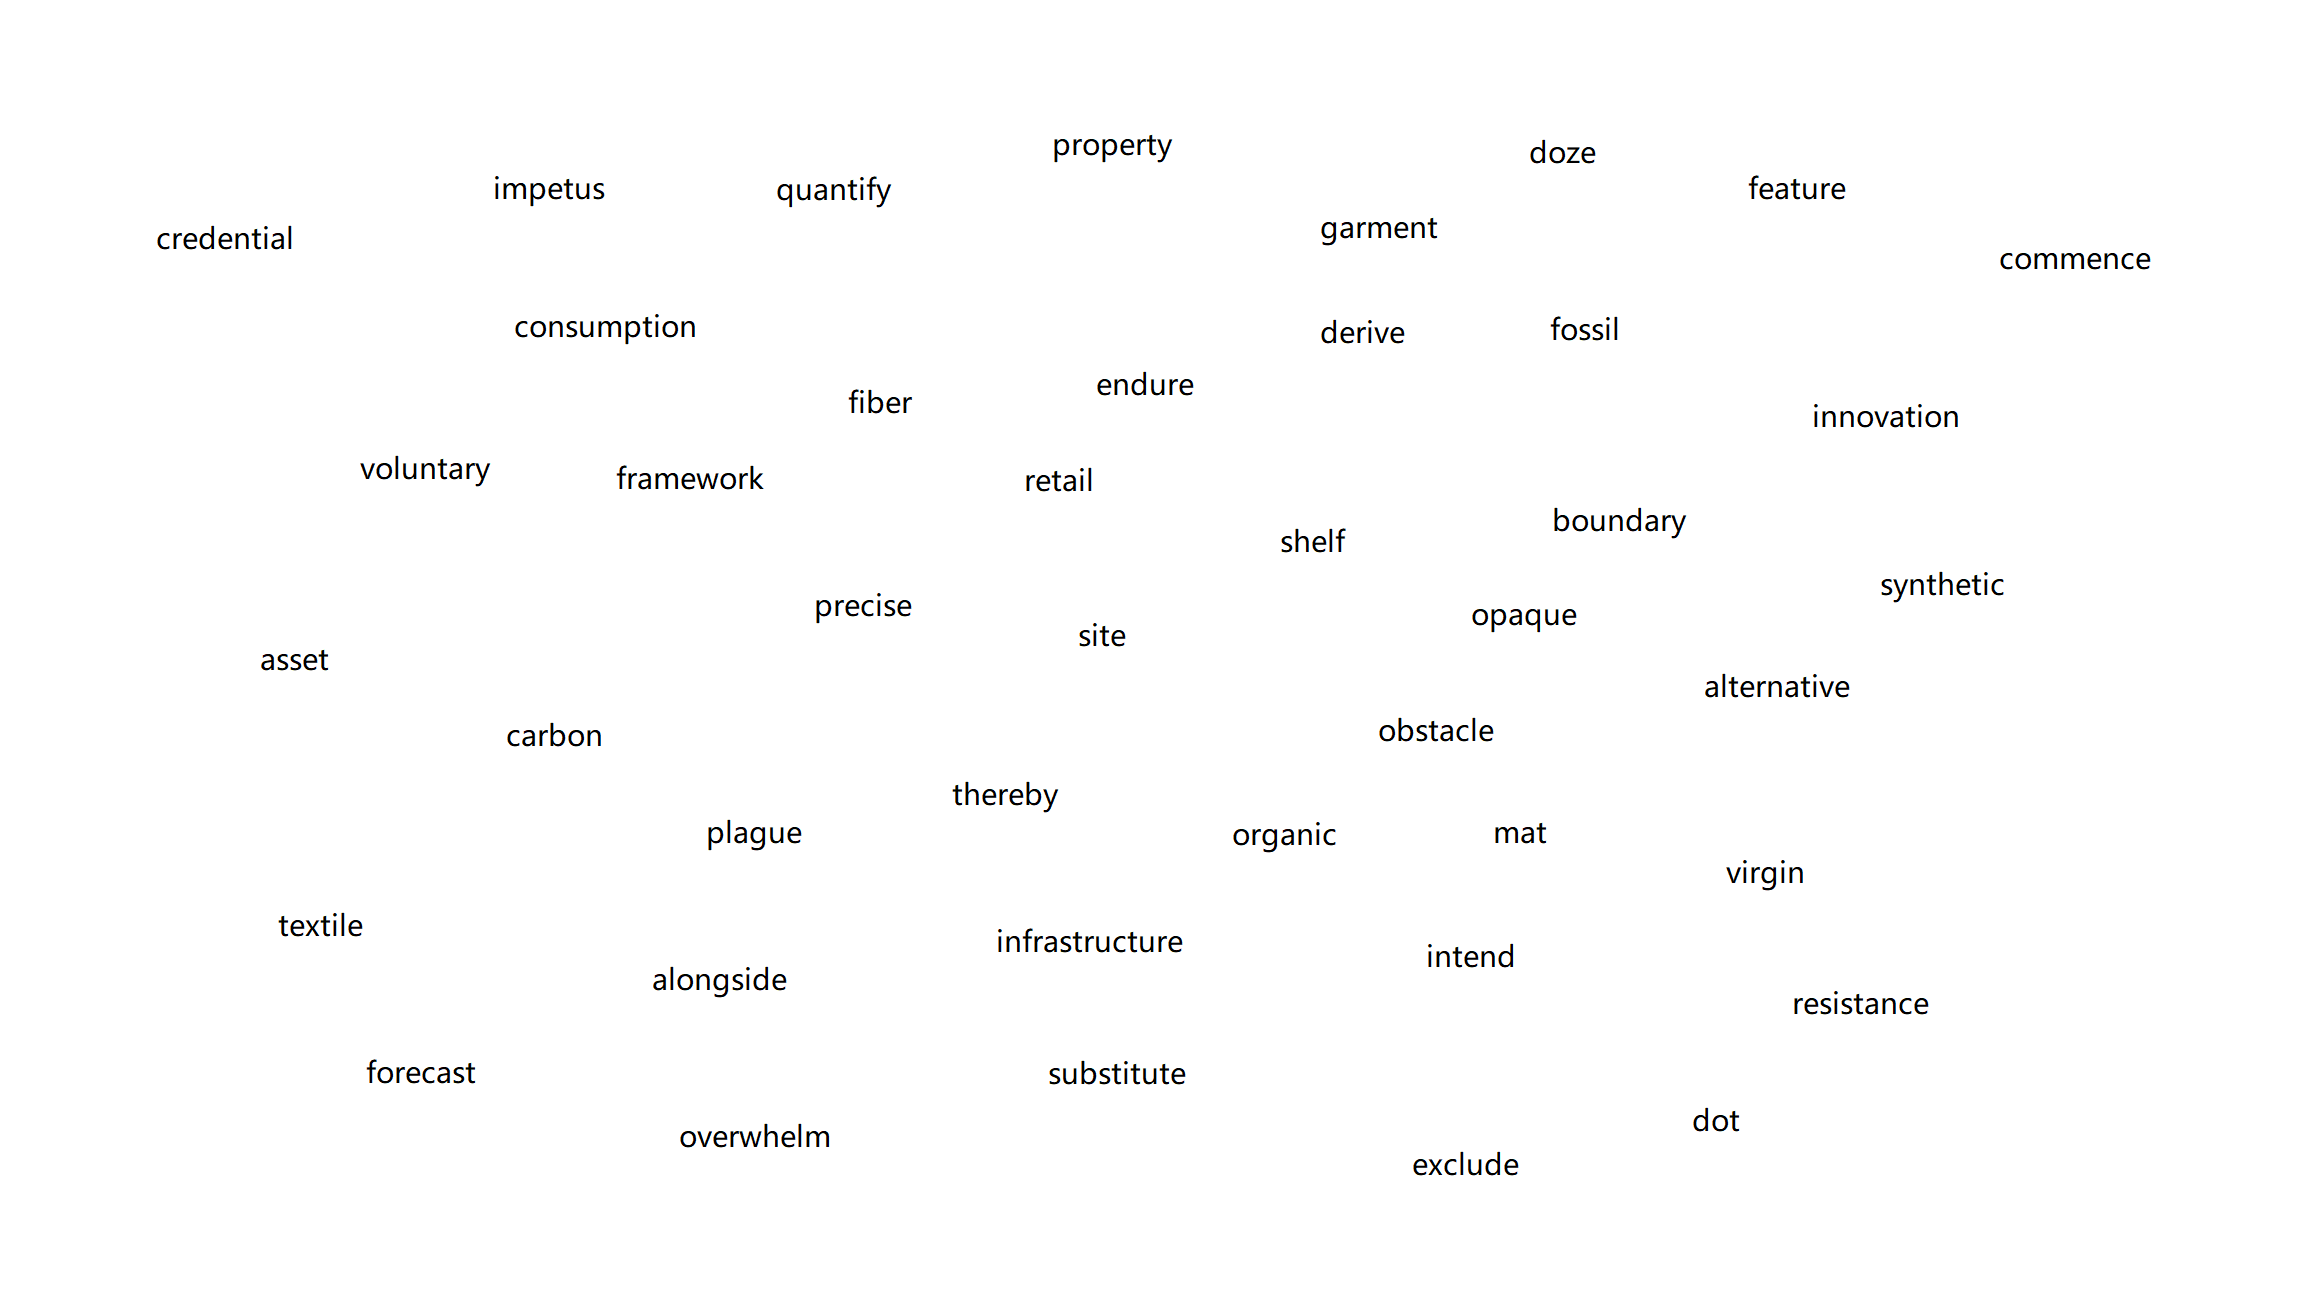 property
doze
impetus
quantify
feature
garment
credential
commence
consumption
derive
fossil
endure
fiber
innovation
voluntary
framework
retail
boundary
shelf
synthetic
precise
opaque
site
asset
alternative
carbon
obstacle
thereby
plague
organic
mat
virgin
textile
infrastructure
intend
alongside
resistance
forecast
substitute
dot
overwhelm
exclude